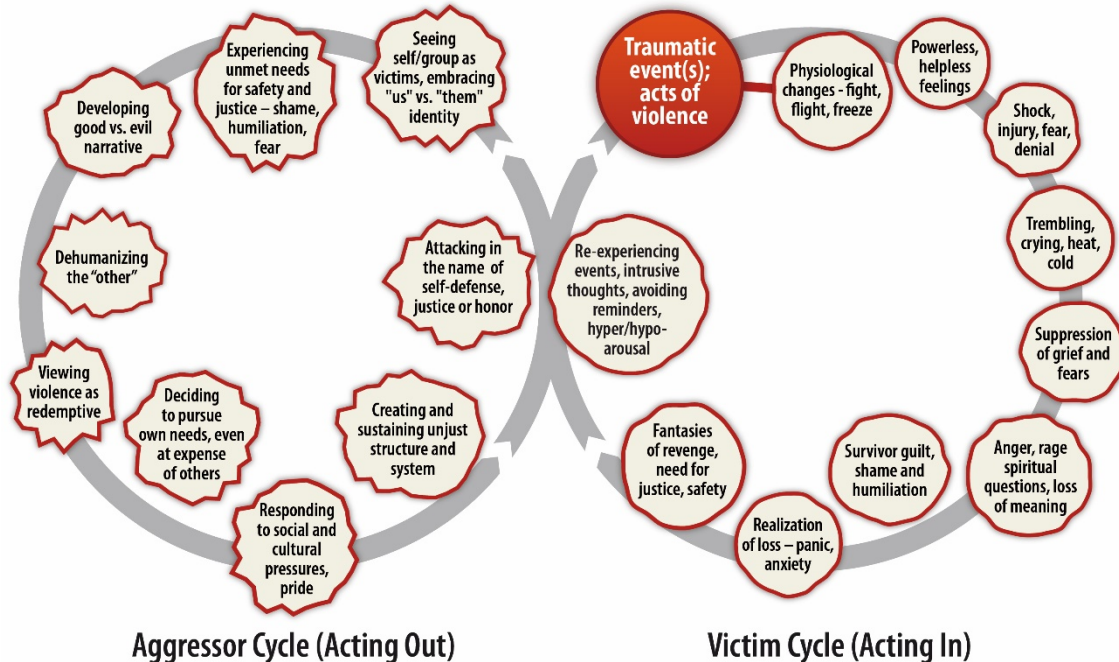 Traumatic
event(s);
acts of
violence
Physiological
changes - fight,
flight, freeze
Powerless,
helpless
feelings
Shock,
injury, fear,
denial
Trembling,
crying, heat,
cold
Suppression
of grief and
fears
Anger, rage
spiritual
questions, loss
of meaning
Survivor guilt,
shame and
humiliation
Realization
of loss – panic,
anxiety
Fantasies
of revenge,
need for
justice, safety
Re-experiencing
events, intrusive
thoughts, avoiding
reminders,
hyper/hypo-
arousal
Seeing
self/group as
victims, embracing
"us" vs. "them"
identity
Experiencing
unmet needs
for safety and
justice – shame,
humiliation,
fear
Developing
good vs. evil
narrative
Dehumanizing
the “other”
Viewing
violence as
redemptive
Deciding
to pursue
own needs, even
at expense
of others
Responding
to social and
cultural
pressures,
pride
Creating and
sustaining unjust
structure and
system
Attacking in
the name of
self-defense,
justice or honor
Aggressor Cycle (Acting Out)
Victim Cycle (Acting In)